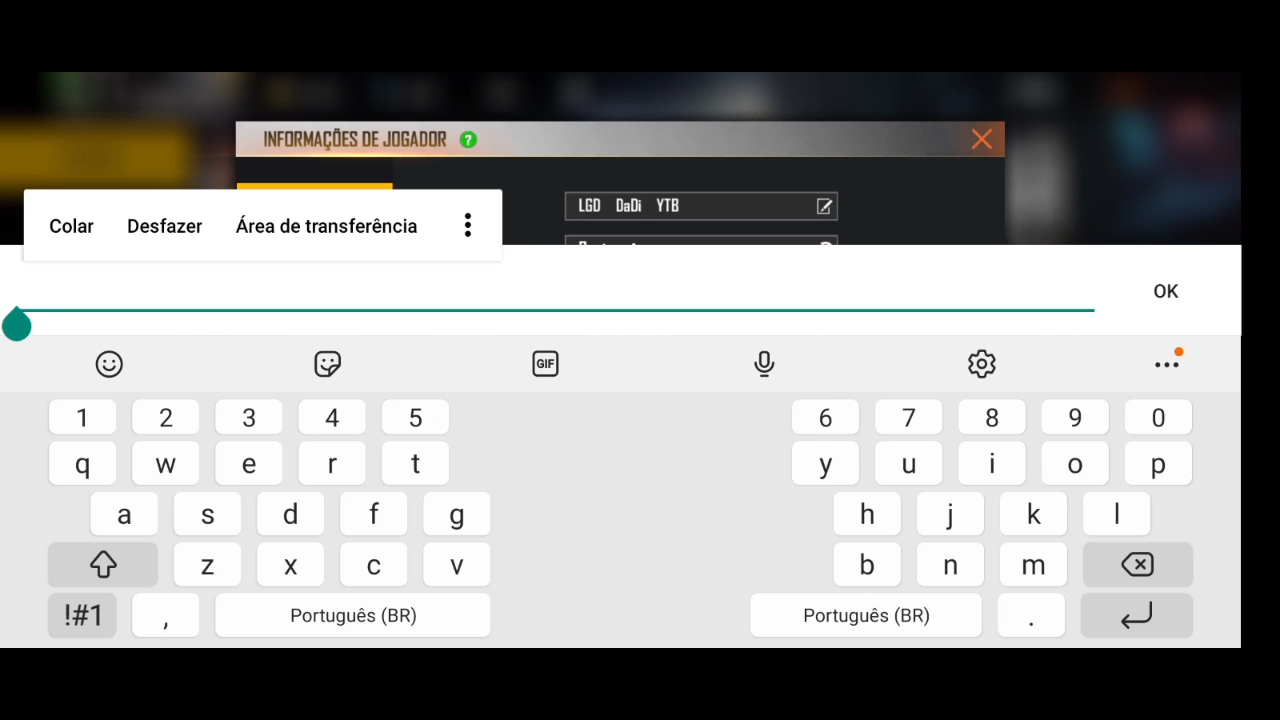 INFORMAÇÕES DE JOGADOR ?
LGD DaDi YTB
Colar Desfazer Área de transferência
OK
GIF
1 2 3 4 5 6 7 8 9 0
q w e r t y u i o p
a s d f g h j k l
z x c v b n m
!#1 , Português (BR) Português (BR) .